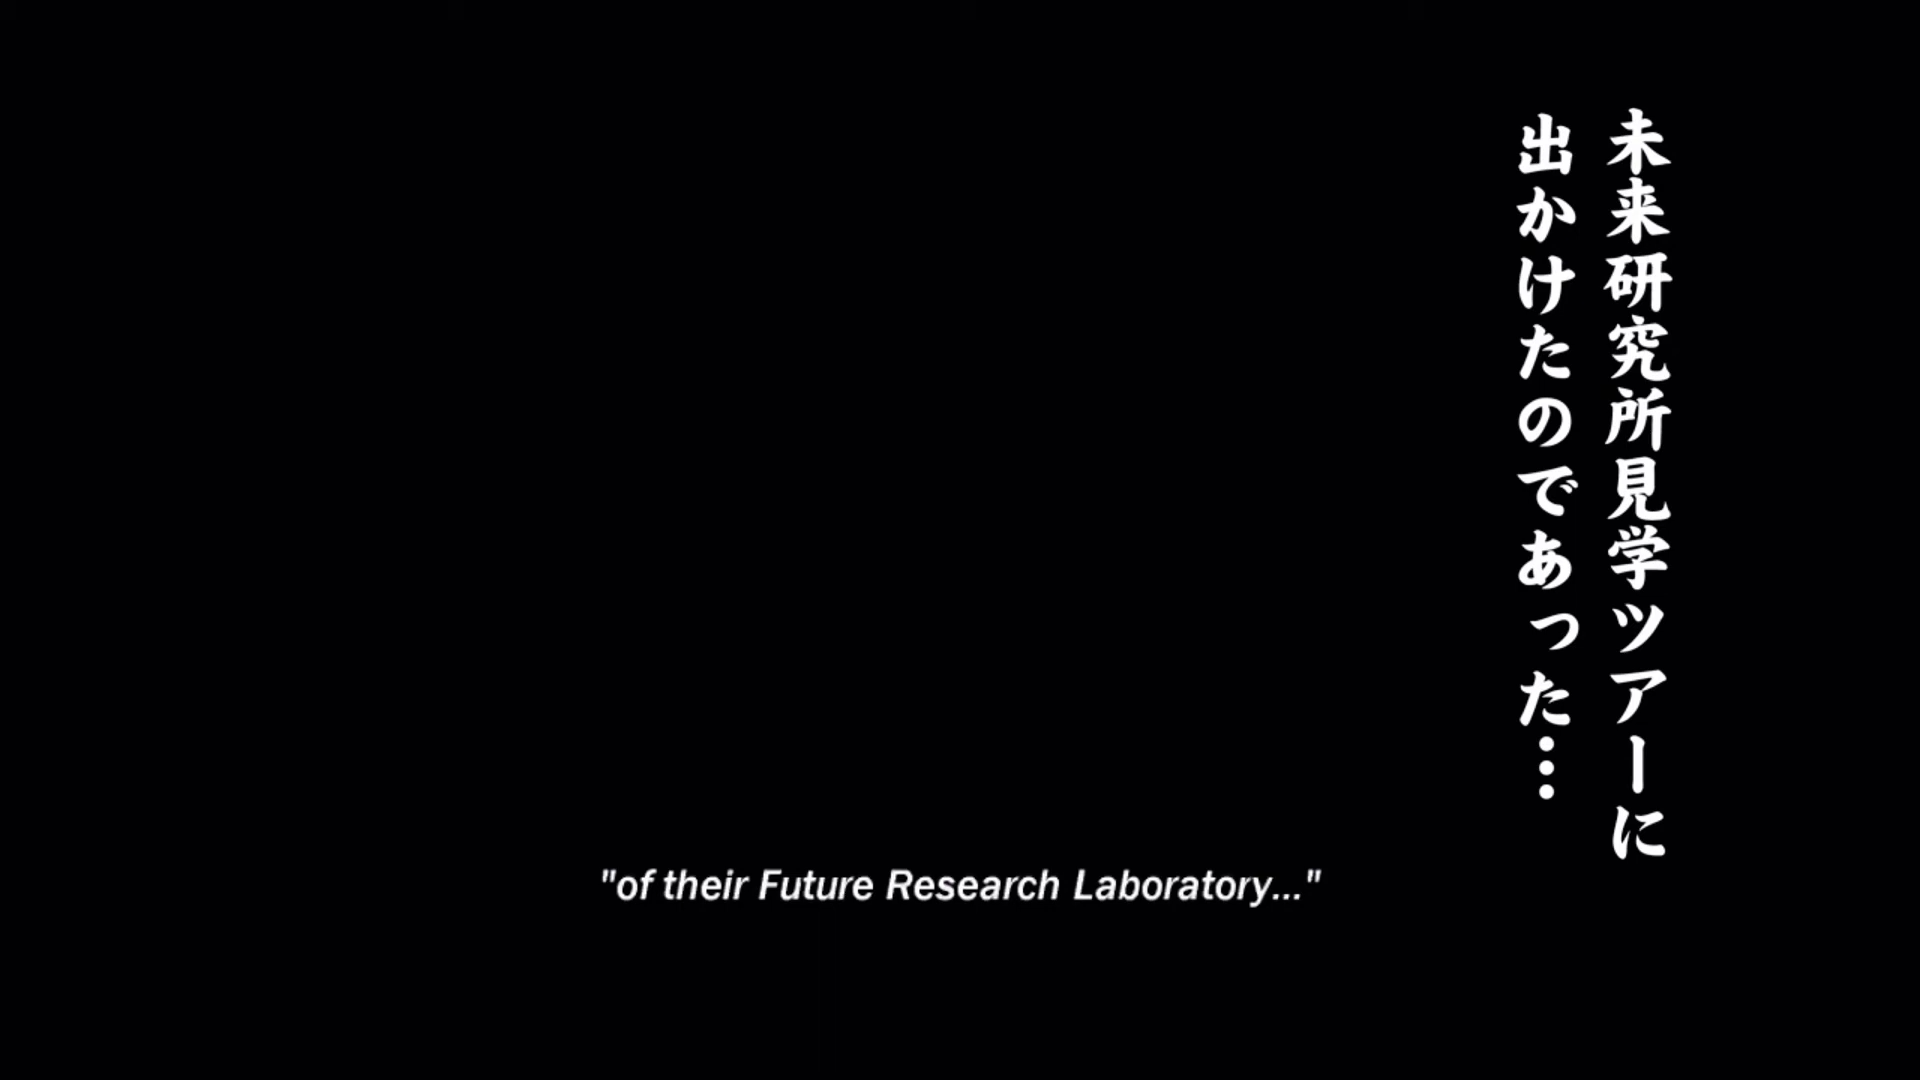 未来研究所見学ツアーに
出かけたのであった…
"of their Future Research Laboratory..."